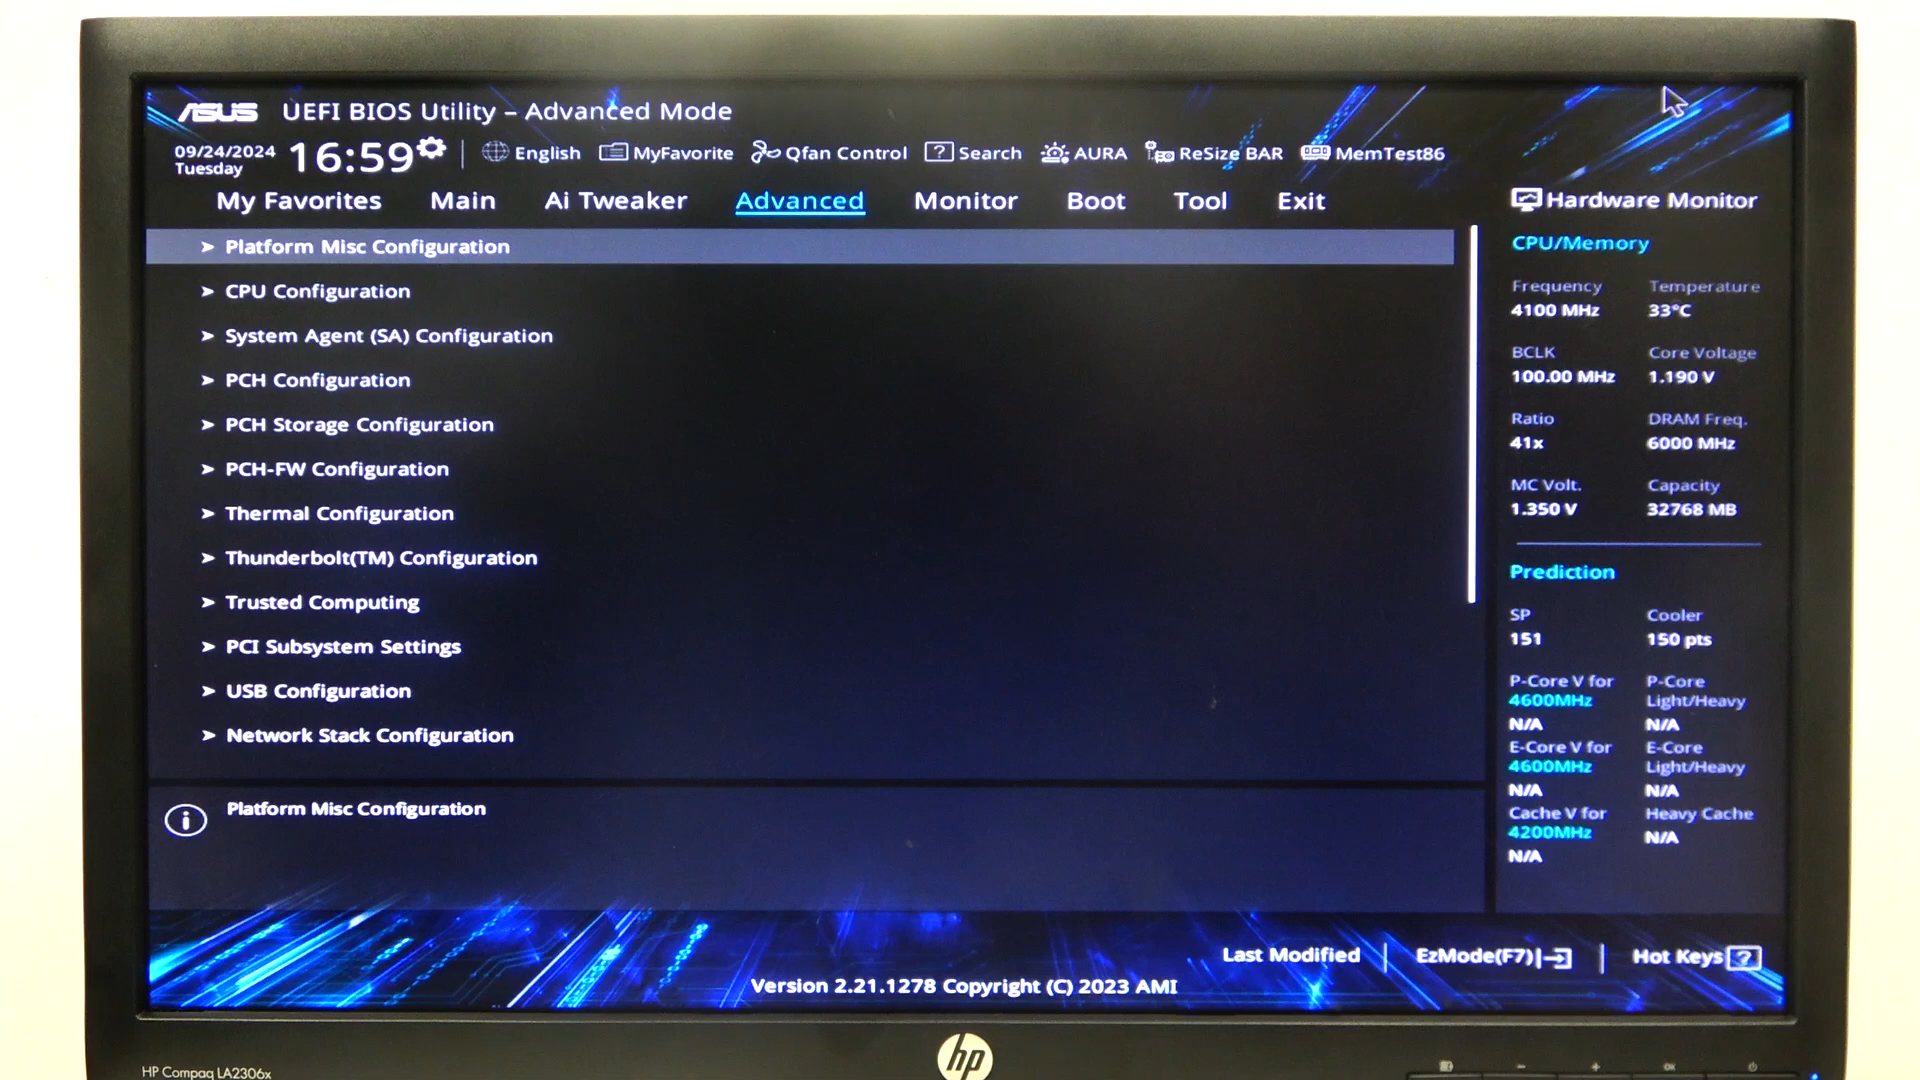 ASUS UEFI BIOS Utility – Advanced Mode
09/24/2024
Tuesday
16:59
English MyFavorite Qfan Control ? Search AURA ReSize BAR MemTest86
My Favorites Main Ai Tweaker Advanced Monitor Boot Tool Exit
> Platform Misc Configuration
> CPU Configuration
> System Agent (SA) Configuration
> PCH Configuration
> PCH Storage Configuration
> PCH-FW Configuration
> Thermal Configuration
> Thunderbolt(TM) Configuration
> Trusted Computing
> PCI Subsystem Settings
> USB Configuration
> Network Stack Configuration
i Platform Misc Configuration
Hardware Monitor
CPU/Memory
Frequency Temperature
4100 MHz 33°C
BCLK Core Voltage
100.00 MHz 1.190 V
Ratio DRAM Freq.
41x 6000 MHz
MC Volt. Capacity
1.350 V 32768 MB
Prediction
SP Cooler
151 150 pts
P-Core V for P-Core
4600MHz Light/Heavy
N/A N/A
E-Core V for E-Core
4600MHz Light/Heavy
N/A N/A
Cache V for Heavy Cache
4200MHz N/A
N/A
Last Modified EzMode(F7) Hot Keys ?
Version 2.21.1278 Copyright (C) 2023 AMI
hp
HP Compaq LA2306x